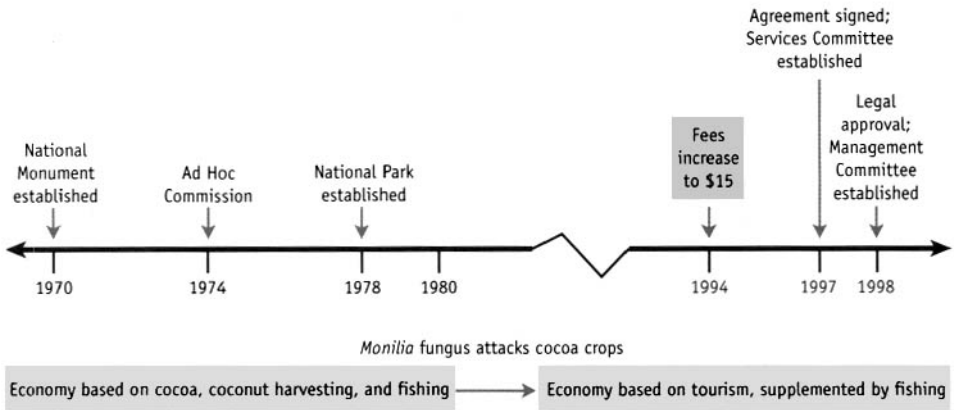 Agreement signed;
Services Committee
established
Legal
approval;
Management
Committee
established
Fees
increase
to $15
National
Monument
established
Ad Hoc
Commission
National Park
established
1970
1974
1978
1980
1994
1997
1998
Monilia fungus attacks cocoa crops
Economy based on cocoa, coconut harvesting, and fishing
Economy based on tourism, supplemented by fishing